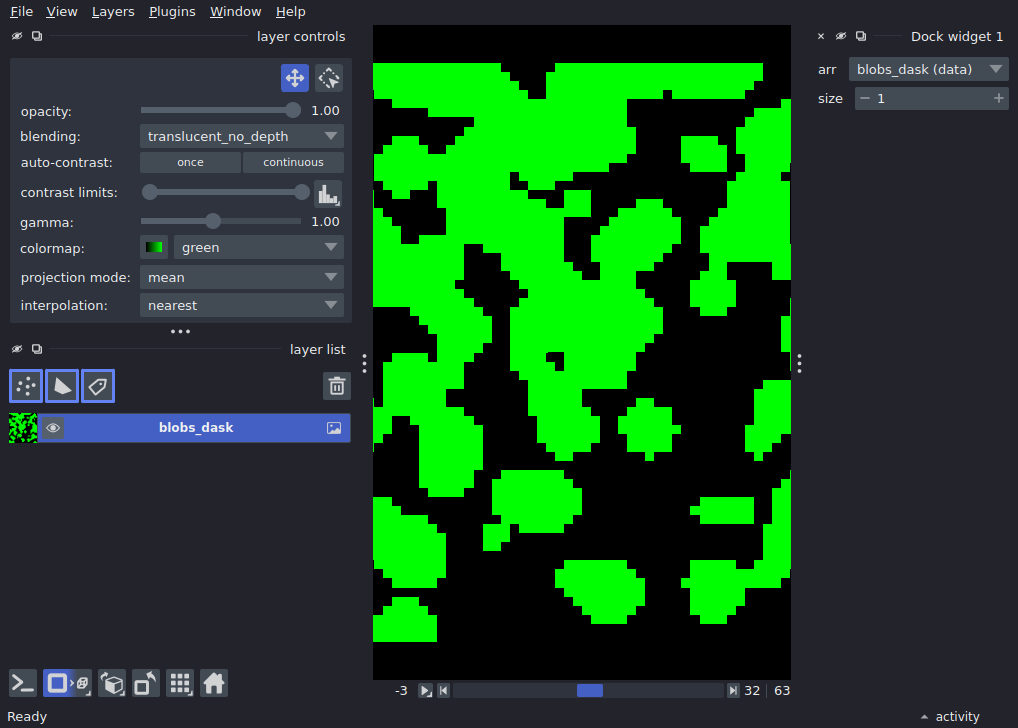 File View Layers Plugins Window Help
layer controls
opacity: 1.00
blending: translucent_no_depth
auto-contrast: once continuous
contrast limits:
gamma: 1.00
colormap: green
projection mode: mean
interpolation: nearest
layer list
blobs_dask
Ready
-3 32 63
Dock widget 1
arr blobs_dask (data)
size 1
activity